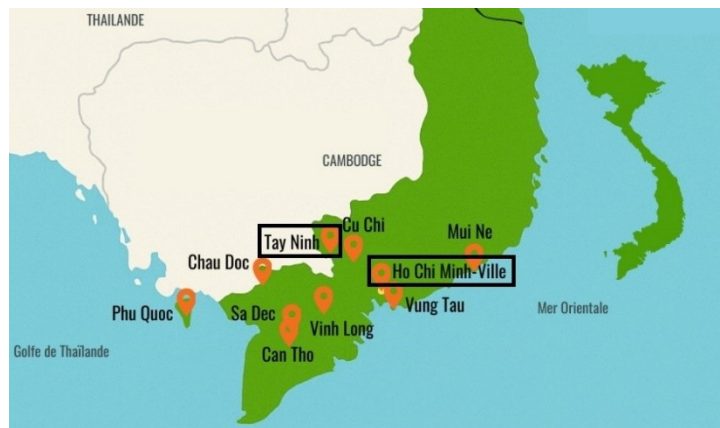 THAILANDE
CAMBODGE
Cu Chi
Tay Ninh
Mui Ne
Chau Doc
Ho Chi Minh-Ville
Phu Quoc
Sa Dec
Vinh Long
Vung Tau
Mer Orientale
Golfe de Thaïlande
Can Tho